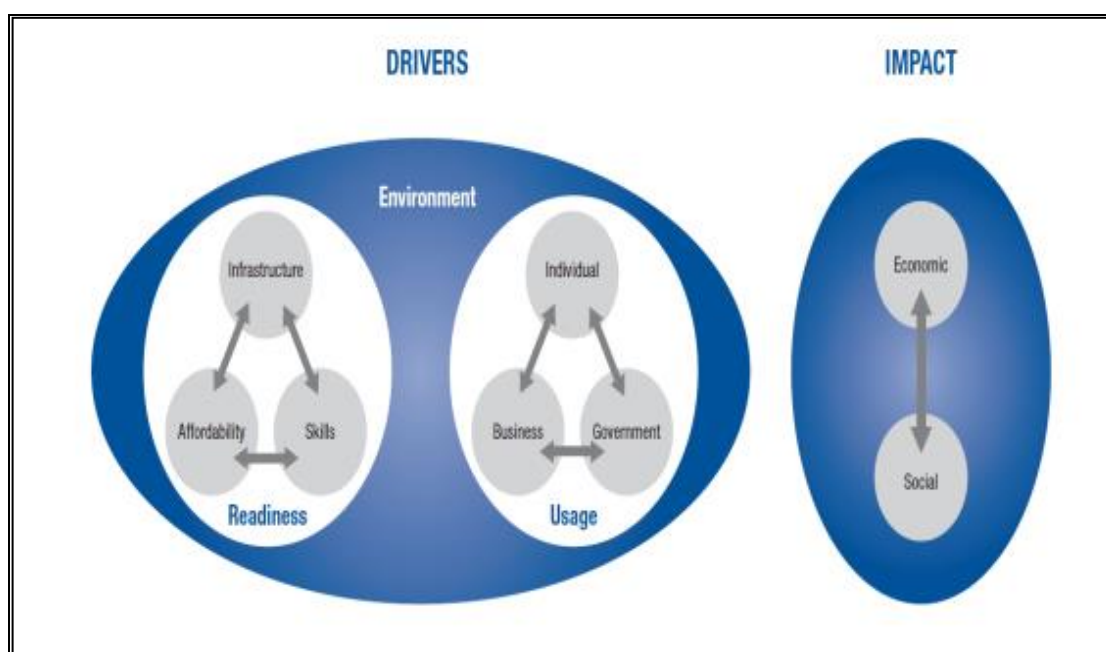 DRIVERS
IMPACT
Environment
Infrastructure
Affordability
Skills
Readiness
Individual
Business
Government
Usage
Economic
Social